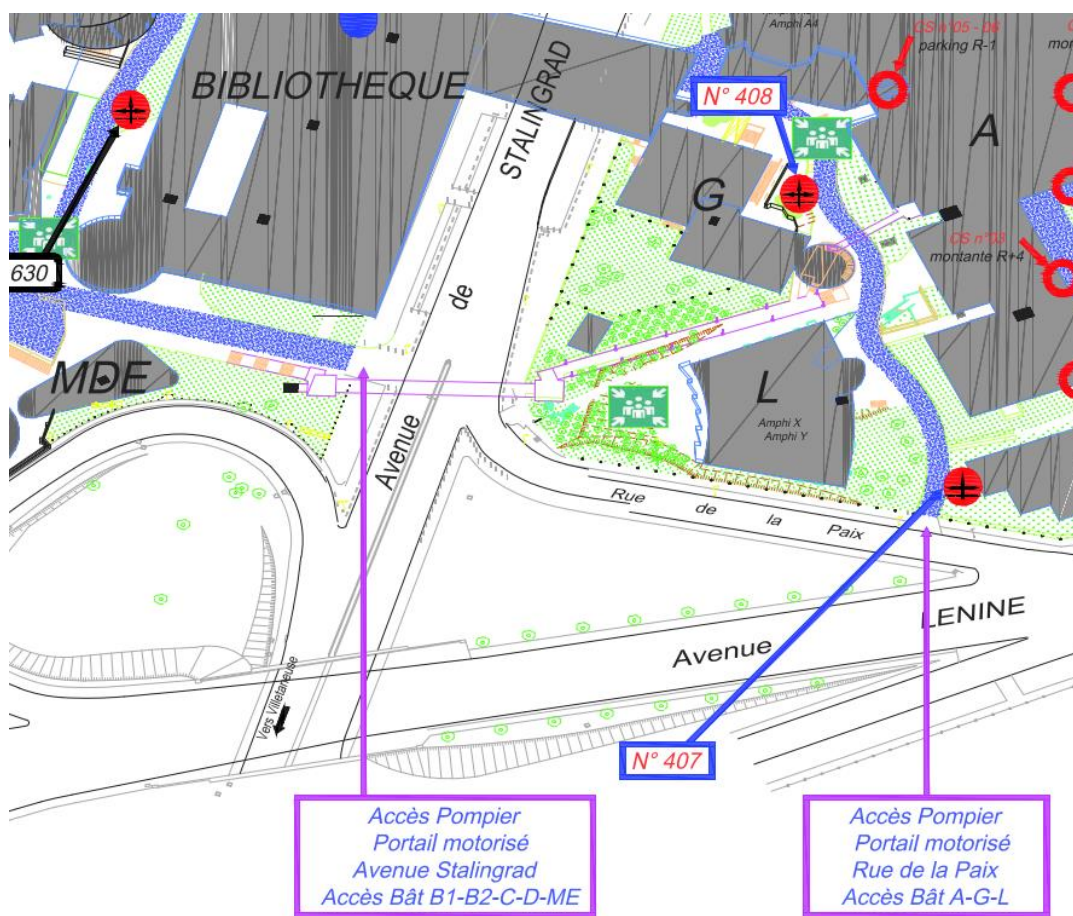 Amphi A4
CS n°05 - 06
parking R-1
BIBLIOTHEQUE
STALINGRAD
de
Avenue
N° 408
A
G
CS n°03
montante R+4
630
MDE
L
Amphi X
Amphi Y
Rue de la Paix
LENINE
Avenue
Vers Villetaneuse
N° 407
Accès Pompier
Portail motorisé
Avenue Stalingrad
Accès Bât B1-B2-C-D-ME
Accès Pompier
Portail motorisé
Rue de la Paix
Accès Bât A-G-L